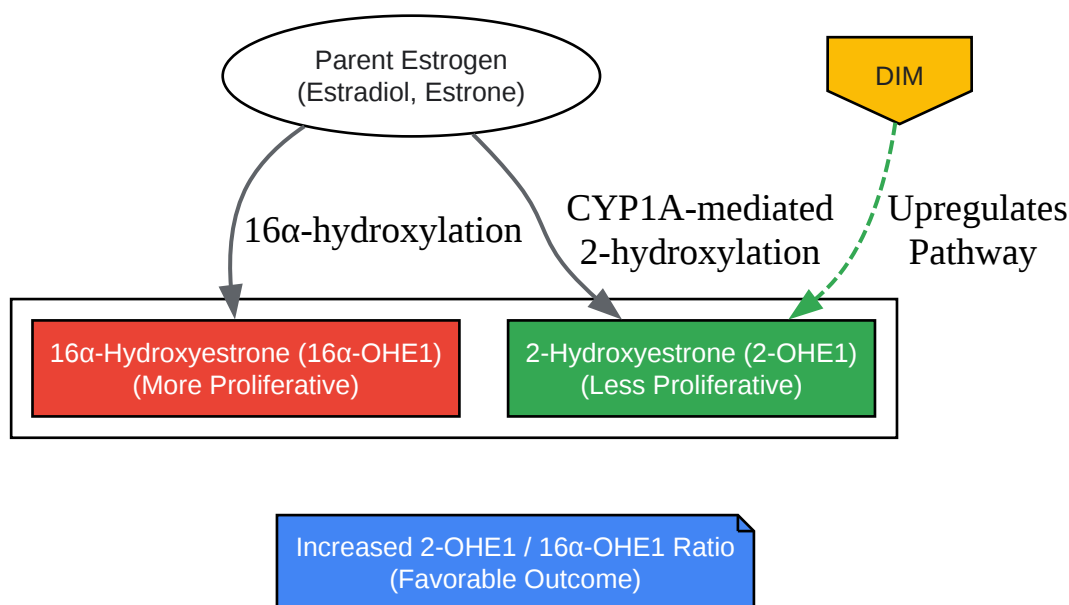 Parent Estrogen
(Estradiol, Estrone)
DIM
16α-hydroxylation
CYP1A-mediated
2-hydroxylation
Upregulates
Pathway
16α-Hydroxyestrone (16α-OHE1)
(More Proliferative)
2-Hydroxyestrone (2-OHE1)
(Less Proliferative)
Increased 2-OHE1 / 16α-OHE1 Ratio
(Favorable Outcome)